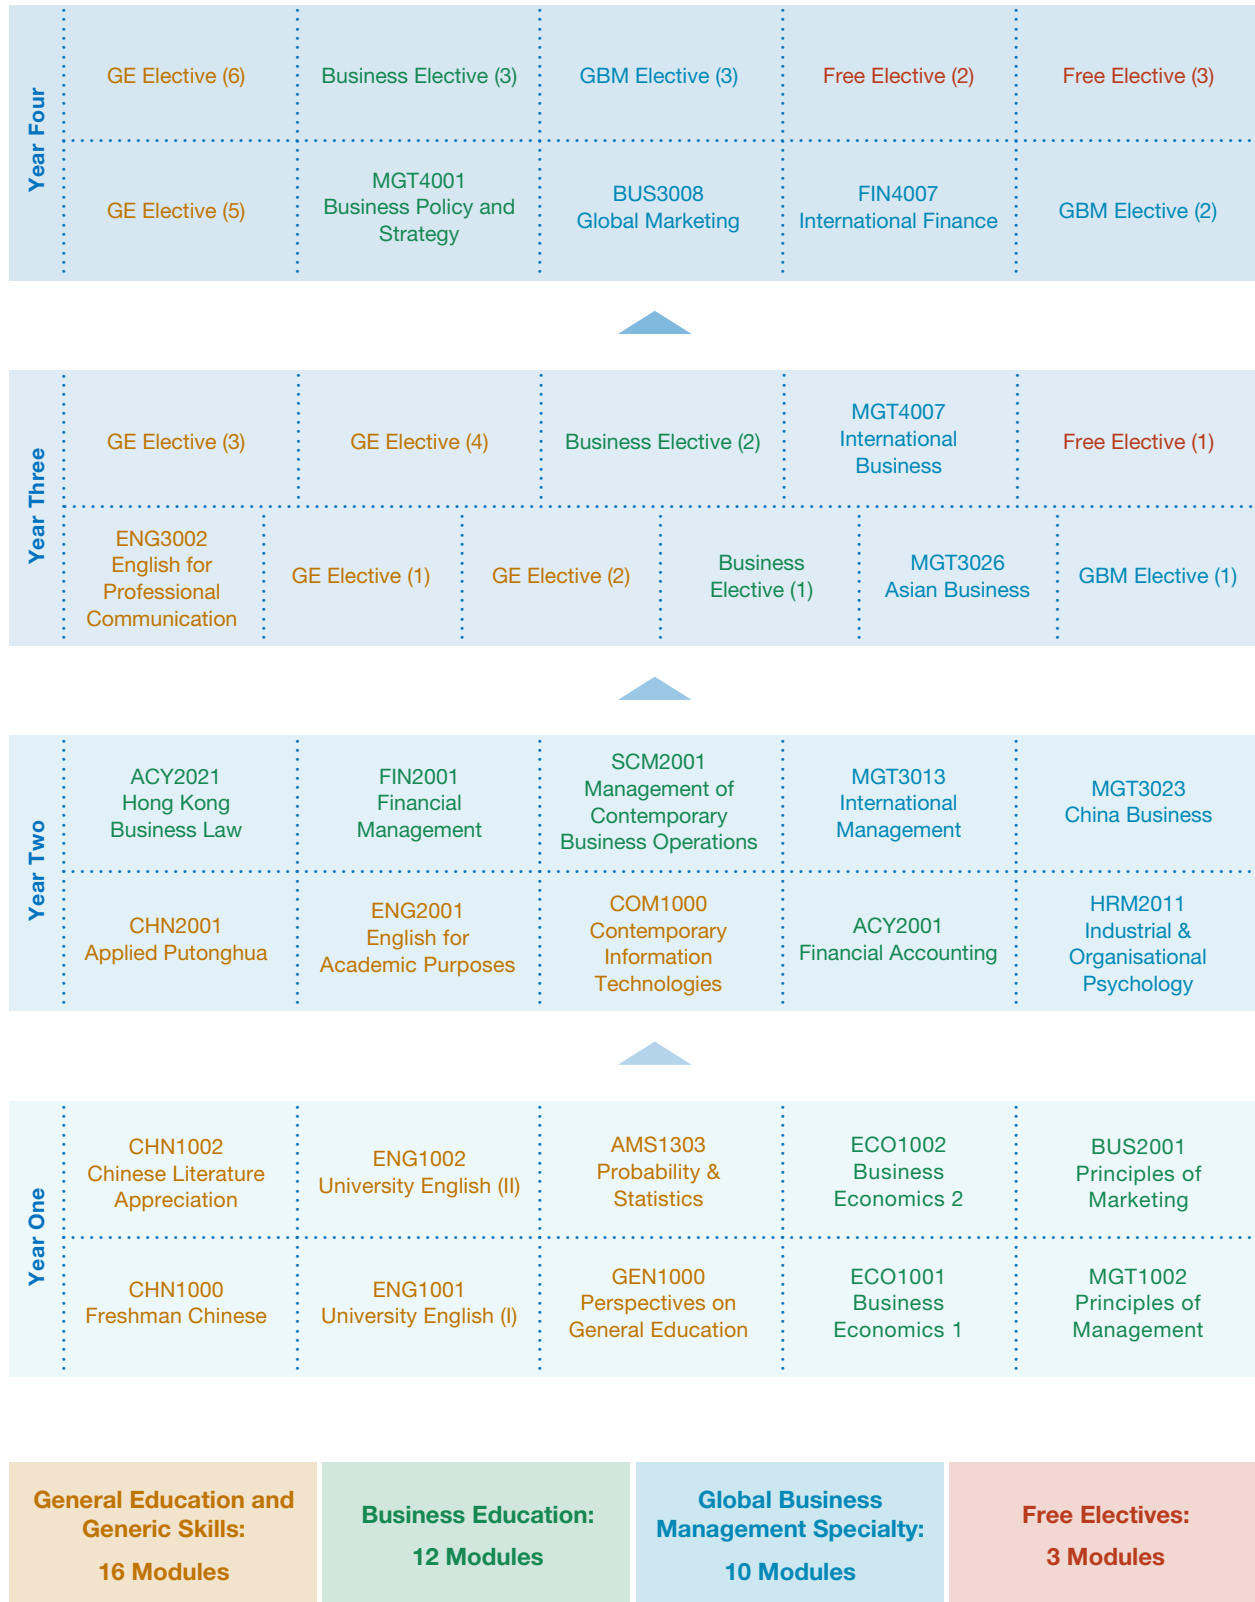 Year Four
GE Elective (6)
Business Elective (3)
GBM Elective (3)
Free Elective (2)
Free Elective (3)
GE Elective (5)
MGT4001
Business Policy and
Strategy
BUS3008
Global Marketing
FIN4007
International Finance
GBM Elective (2)
Year Three
GE Elective (3)
GE Elective (4)
Business Elective (2)
MGT4007
International
Business
Free Elective (1)
ENG3002
English for
Professional
Communication
GE Elective (1)
GE Elective (2)
Business
Elective (1)
MGT3026
Asian Business
GBM Elective (1)
Year Two
ACY2021
Hong Kong
Business Law
FIN2001
Financial
Management
SCM2001
Management of
Contemporary
Business Operations
MGT3013
International
Management
MGT3023
China Business
CHN2001
Applied Putonghua
ENG2001
English for
Academic Purposes
COM1000
Contemporary
Information
Technologies
ACY2001
Financial Accounting
HRM2011
Industrial &
Organisational
Psychology
Year One
CHN1002
Chinese Literature
Appreciation
ENG1002
University English (II)
AMS1303
Probability &
Statistics
ECO1002
Business
Economics 2
BUS2001
Principles of
Marketing
CHN1000
Freshman Chinese
ENG1001
University English (I)
GEN1000
Perspectives on
General Education
ECO1001
Business
Economics 1
MGT1002
Principles of
Management
General Education and
Generic Skills:
16 Modules
Business Education:
12 Modules
Global Business
Management Specialty:
10 Modules
Free Electives:
3 Modules